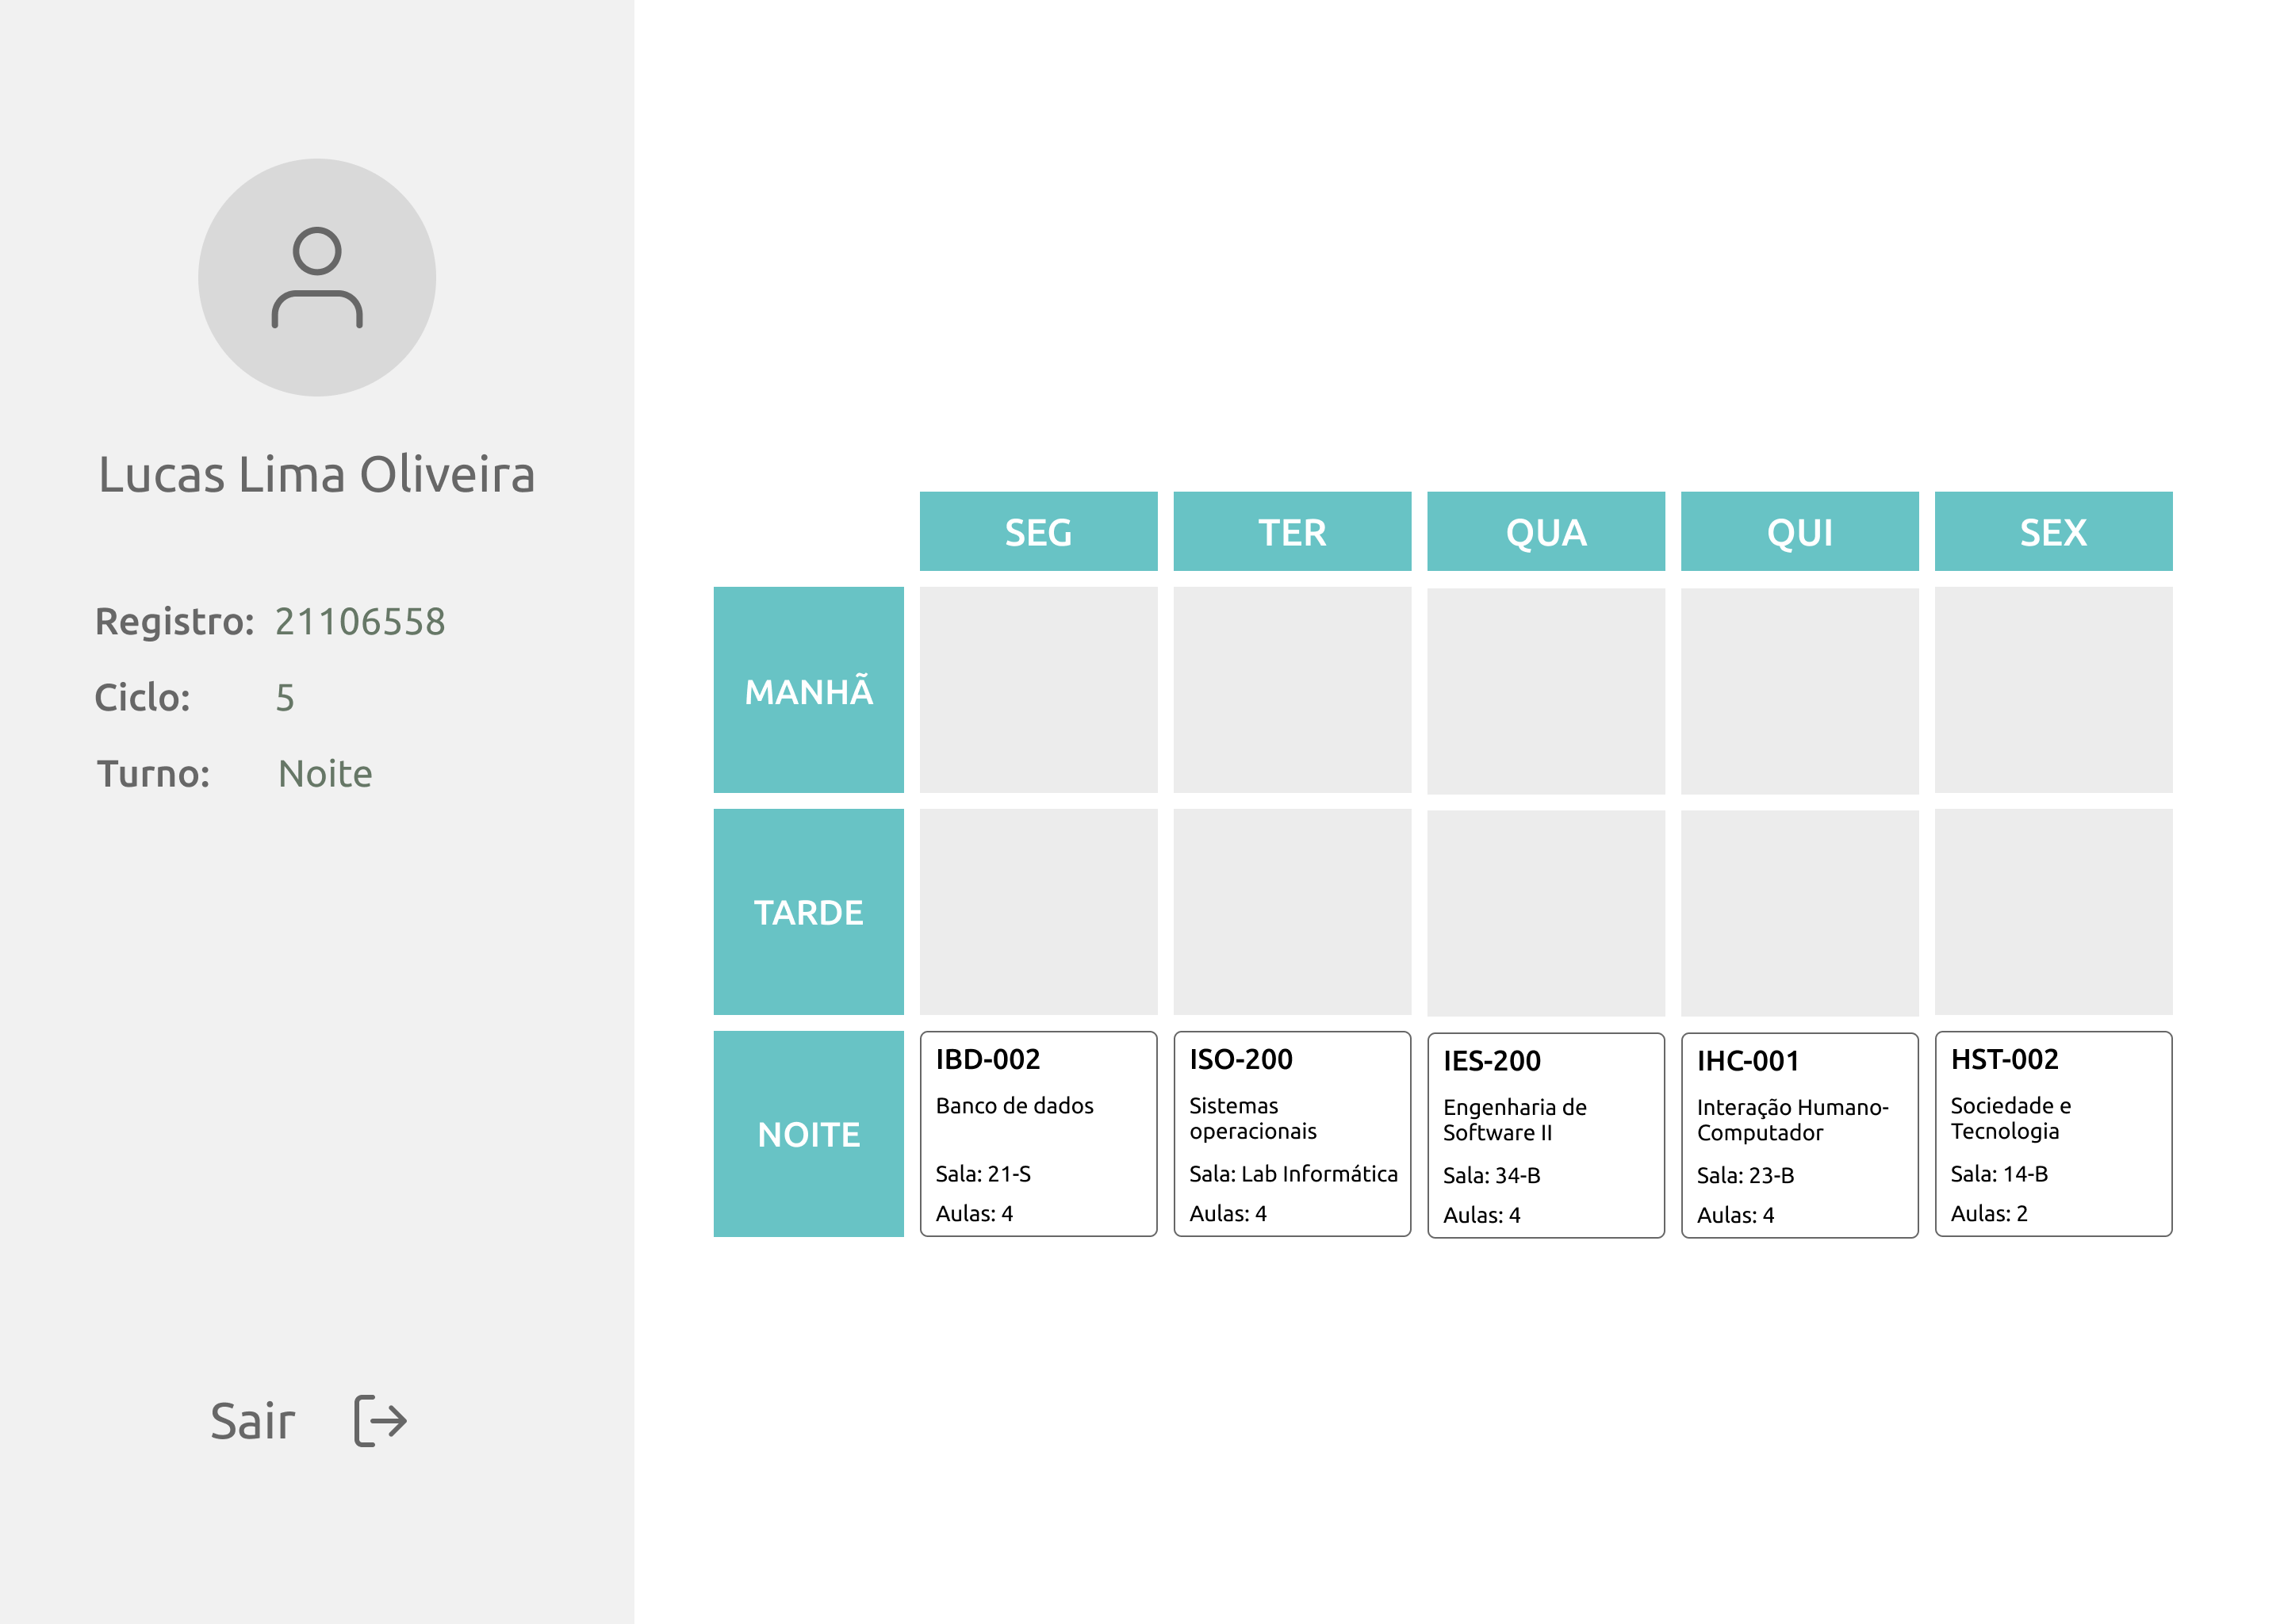 Lucas Lima Oliveira
Registro: 21106558
Ciclo: 5
Turno: Noite
Sair
SEG TER QUA QUI SEX
MANHÃ
TARDE
NOITE
IBD-002
Banco de dados
Sala: 21-S
Aulas: 4
ISO-200
Sistemas
operacionais
Sala: Lab Informática
Aulas: 4
IES-200
Engenharia de
Software II
Sala: 34-B
Aulas: 4
IHC-001
Interação Humano-
Computador
Sala: 23-B
Aulas: 4
HST-002
Sociedade e
Tecnologia
Sala: 14-B
Aulas: 2